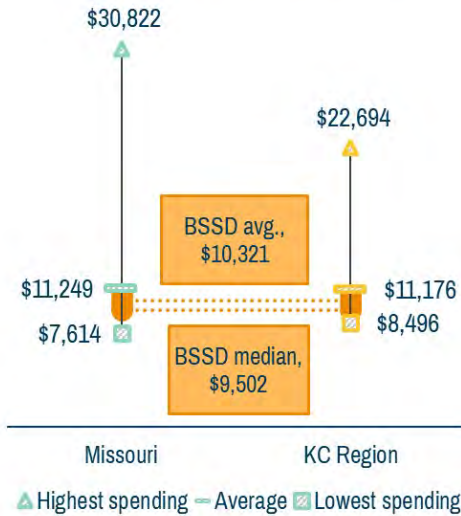 $30,822
$22,694
BSSD avg.,
$10,321
$11,249
$11,176
$7,614
$8,496
BSSD median,
$9,502
Missouri
KC Region
Highest spending
Average
Lowest spending